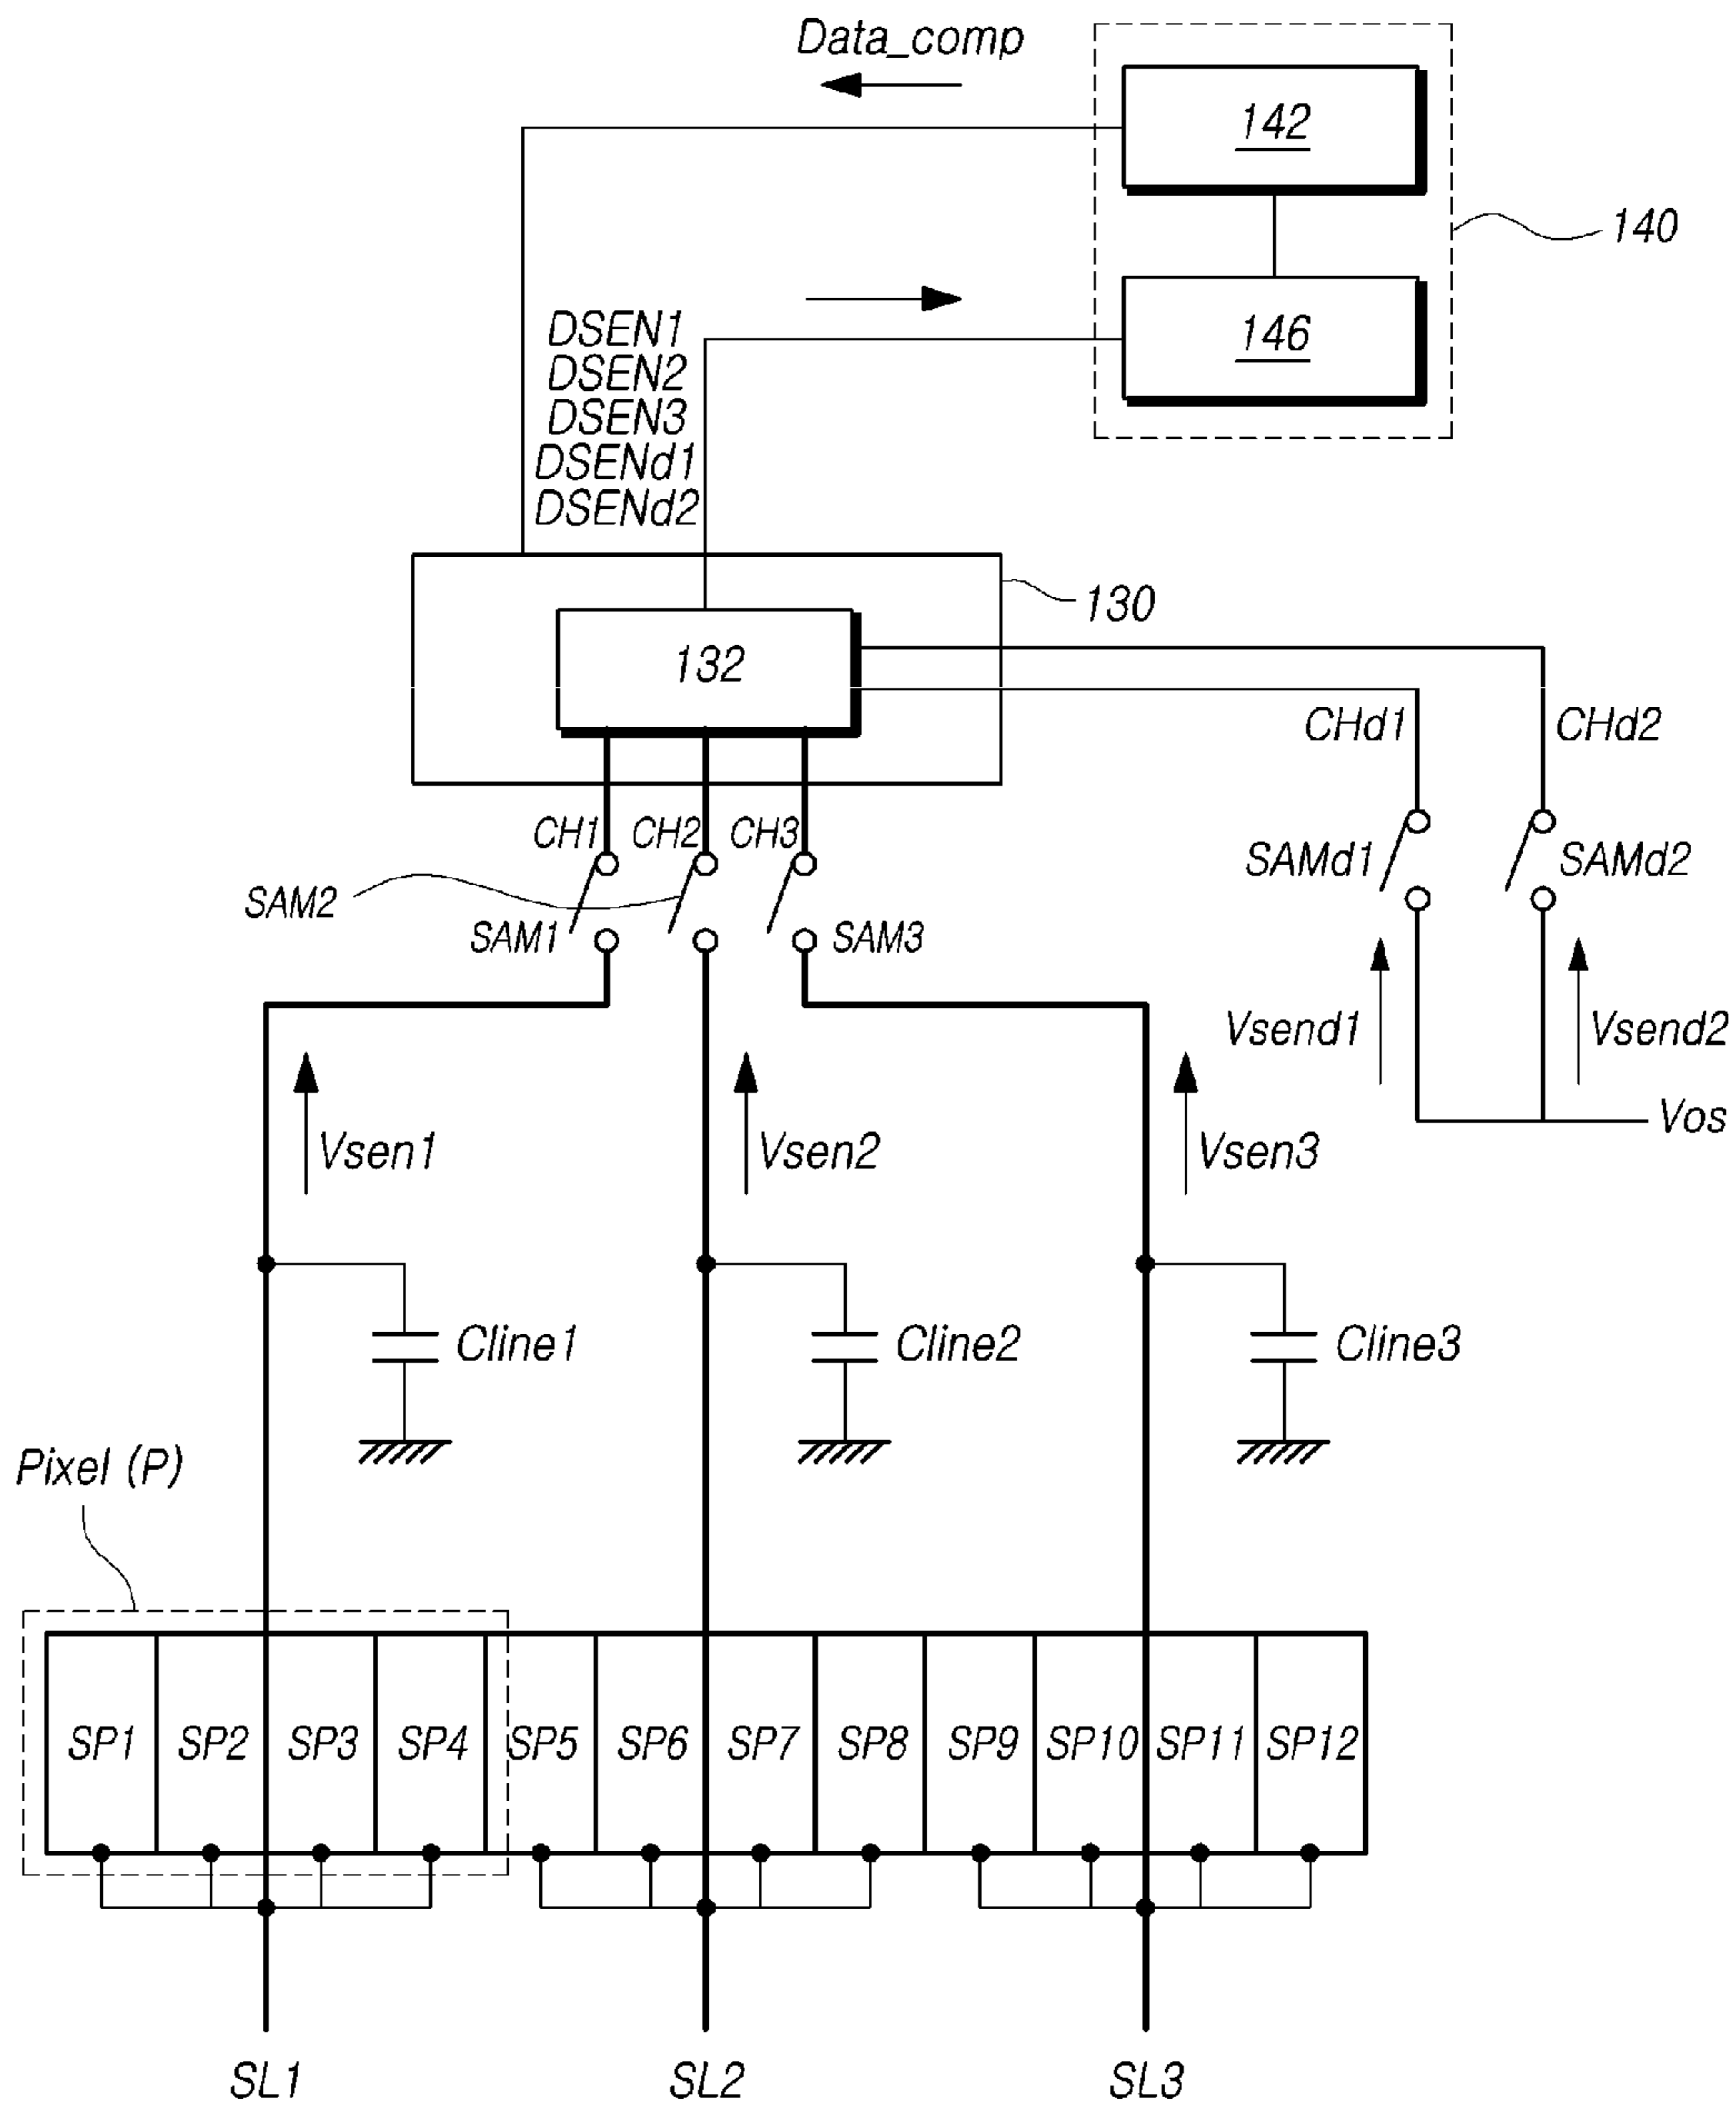 Data_comp
142
140
146
DSEN1
DSEN2
DSEN3
DSENd1
DSENd2
130
132
CHd1
CHd2
CH1
CH2
CH3
SAMd1
SAMd2
SAM2
SAM1
SAM3
Vsend1
Vsend2
Vos
Vsen1
Vsen2
Vsen3
Cline1
Cline2
Cline3
Pixel (P)
SP1
SP2
SP3
SP4
SP5
SP6
SP7
SP8
SP9
SP10
SP11
SP12
SL1
SL2
SL3